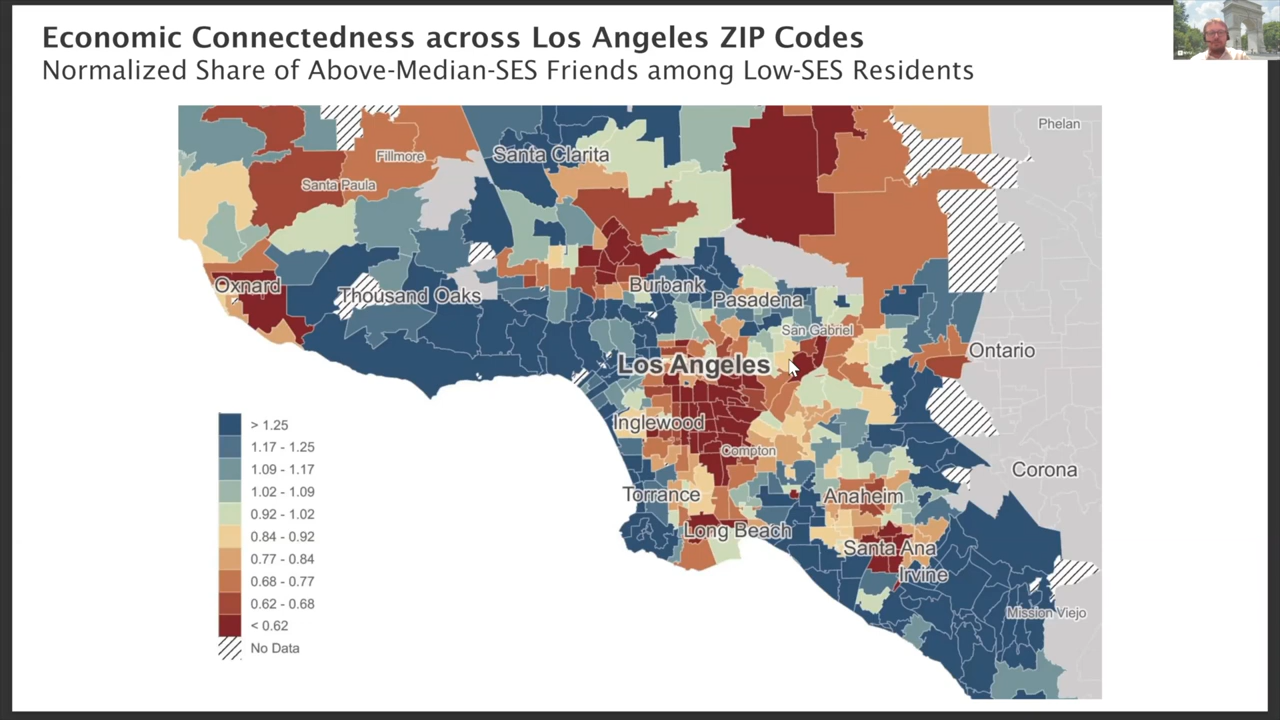 Economic Connectedness across Los Angeles ZIP Codes
Normalized Share of Above-Median-SES Friends among Low-SES Residents
Phelan
Santa Clarita
Fillmore
Santa Paula
Oxnard
Thousand Oaks
Burbank
Pasadena
San Gabriel
Ontario
Los Angeles
Inglewood
Compton
Corona
Torrance
Anaheim
Long Beach
Santa Ana
Irvine
Mission Viejo
> 1.25
1.17 - 1.25
1.09 - 1.17
1.02 - 1.09
0.92 - 1.02
0.84 - 0.92
0.77 - 0.84
0.68 - 0.77
0.62 - 0.68
< 0.62
No Data